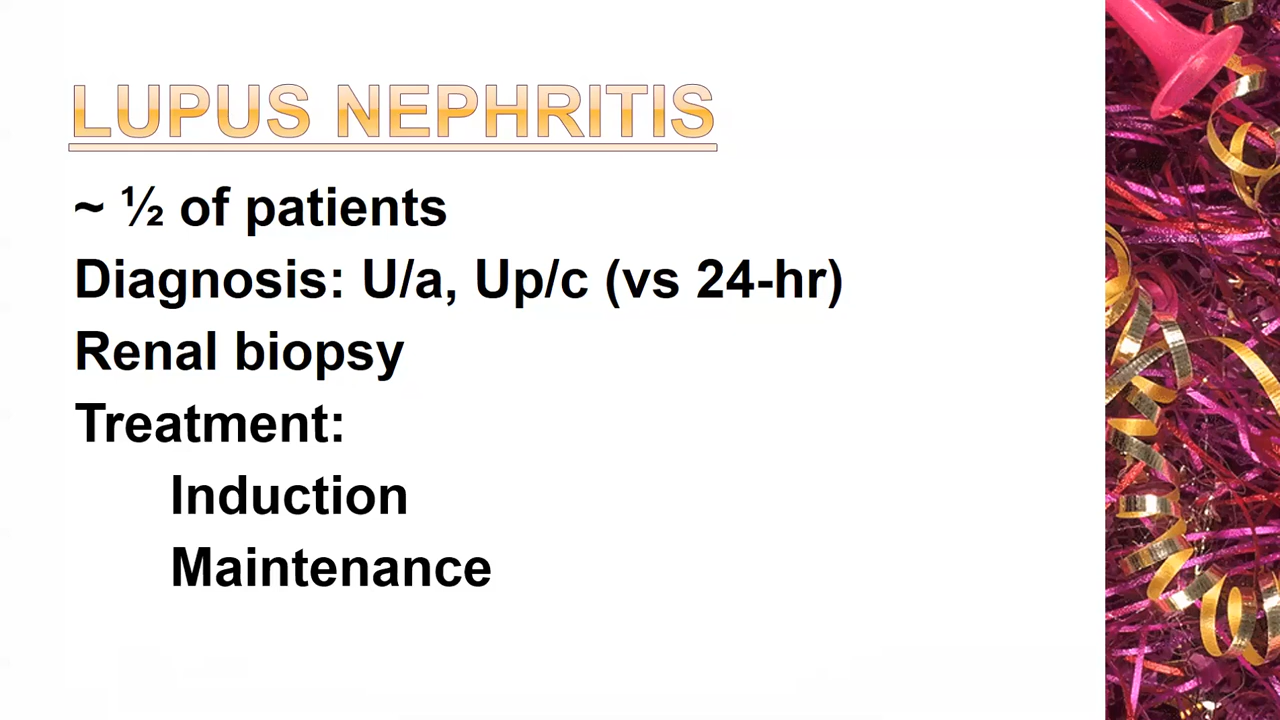 LUPUS NEPHRITIS
~ ½ of patients
Diagnosis: U/a, Up/c (vs 24-hr)
Renal biopsy
Treatment:
Induction
Maintenance